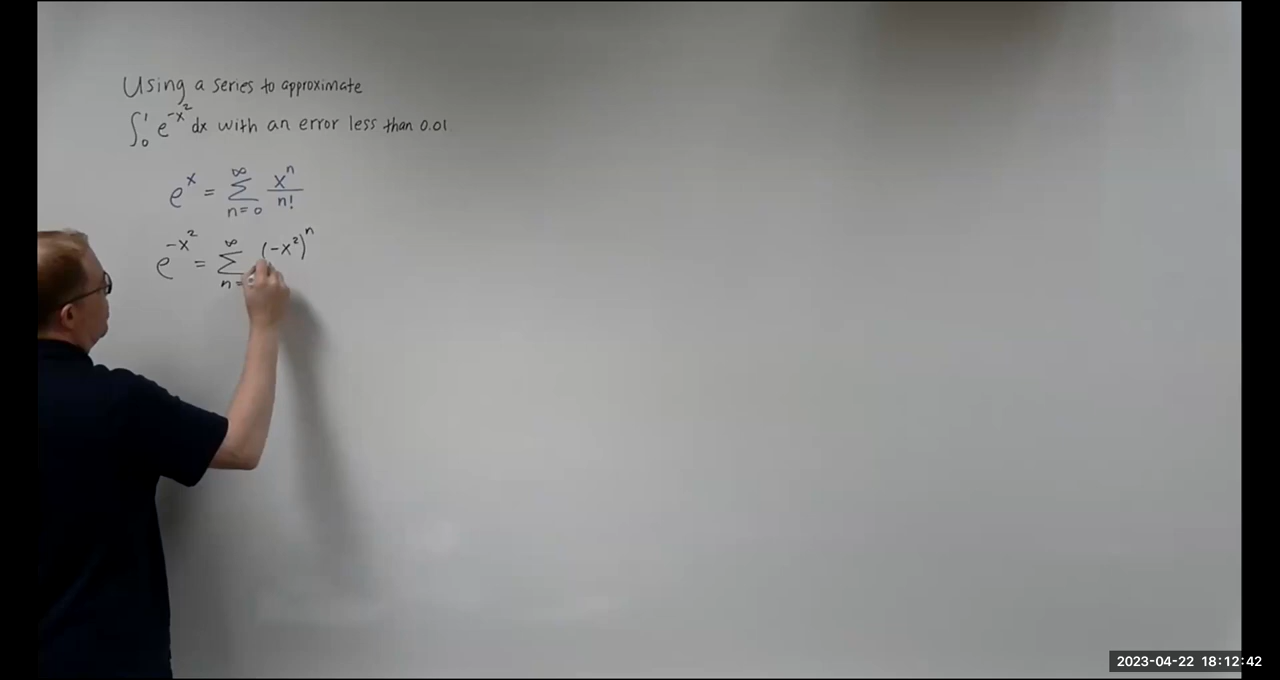 Using a series to approximate
∫₀¹ e^{-x²} dx with an error less than 0.01
e^x = ∑_{n=0}^{∞} x^n / n!
e^{-x²} = ∑_{n=}^{∞} (-x²)^n
2023-04-22 18:12:42